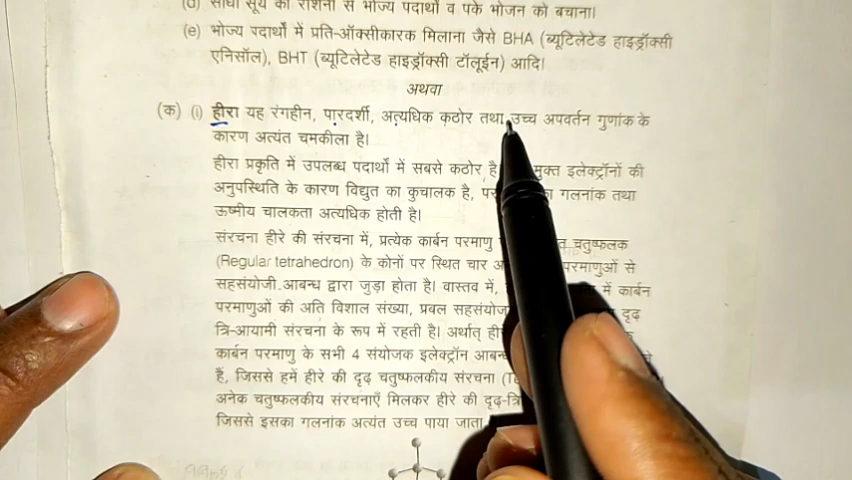 (d) सीधी सूर्य की रोशनी से भोज्य पदार्थों व पके भोजन को बचाना।
(e) भोज्य पदार्थों में प्रति-ऑक्सीकारक मिलाना जैसे BHA (ब्यूटिलेटेड हाइड्रॉक्सी
एनिसॉल), BHT (ब्यूटिलेटेड हाइड्रॉक्सी टॉलूईन) आदि।
अथवा
(क) (i) हीरा यह रंगहीन, पारदर्शी, अत्यधिक कठोर तथा उच्च अपवर्तन गुणांक के
कारण अत्यंत चमकीला है।
हीरा प्रकृति में उपलब्ध पदार्थों में सबसे कठोर है मुक्त इलेक्ट्रॉनों की
अनुपस्थिति के कारण विद्युत का कुचालक है, गलनांक तथा
ऊष्मीय चालकता अत्यधिक होती है।
संरचना हीरे की संरचना में, प्रत्येक कार्बन परमाणु चतुष्फलक
(Regular tetrahedron) के कोनों पर स्थित चार परमाणुओं से
सहसंयोजी आबन्ध द्वारा जुड़ा होता है। वास्तव में, में कार्बन
परमाणुओं की अति विशाल संख्या, प्रबल दृढ़
त्रि-आयामी संरचना के रूप में रहती है। अर्थात्
कार्बन परमाणु के सभी 4 संयोजक इलेक्ट्रॉन
हैं, जिससे हमें हीरे की दृढ़ चतुष्फलकीय संरचना
अनेक चतुष्फलकीय संरचनाएँ मिलकर हीरे की
जिससे इसका गलनांक अत्यंत उच्च पाया जाता